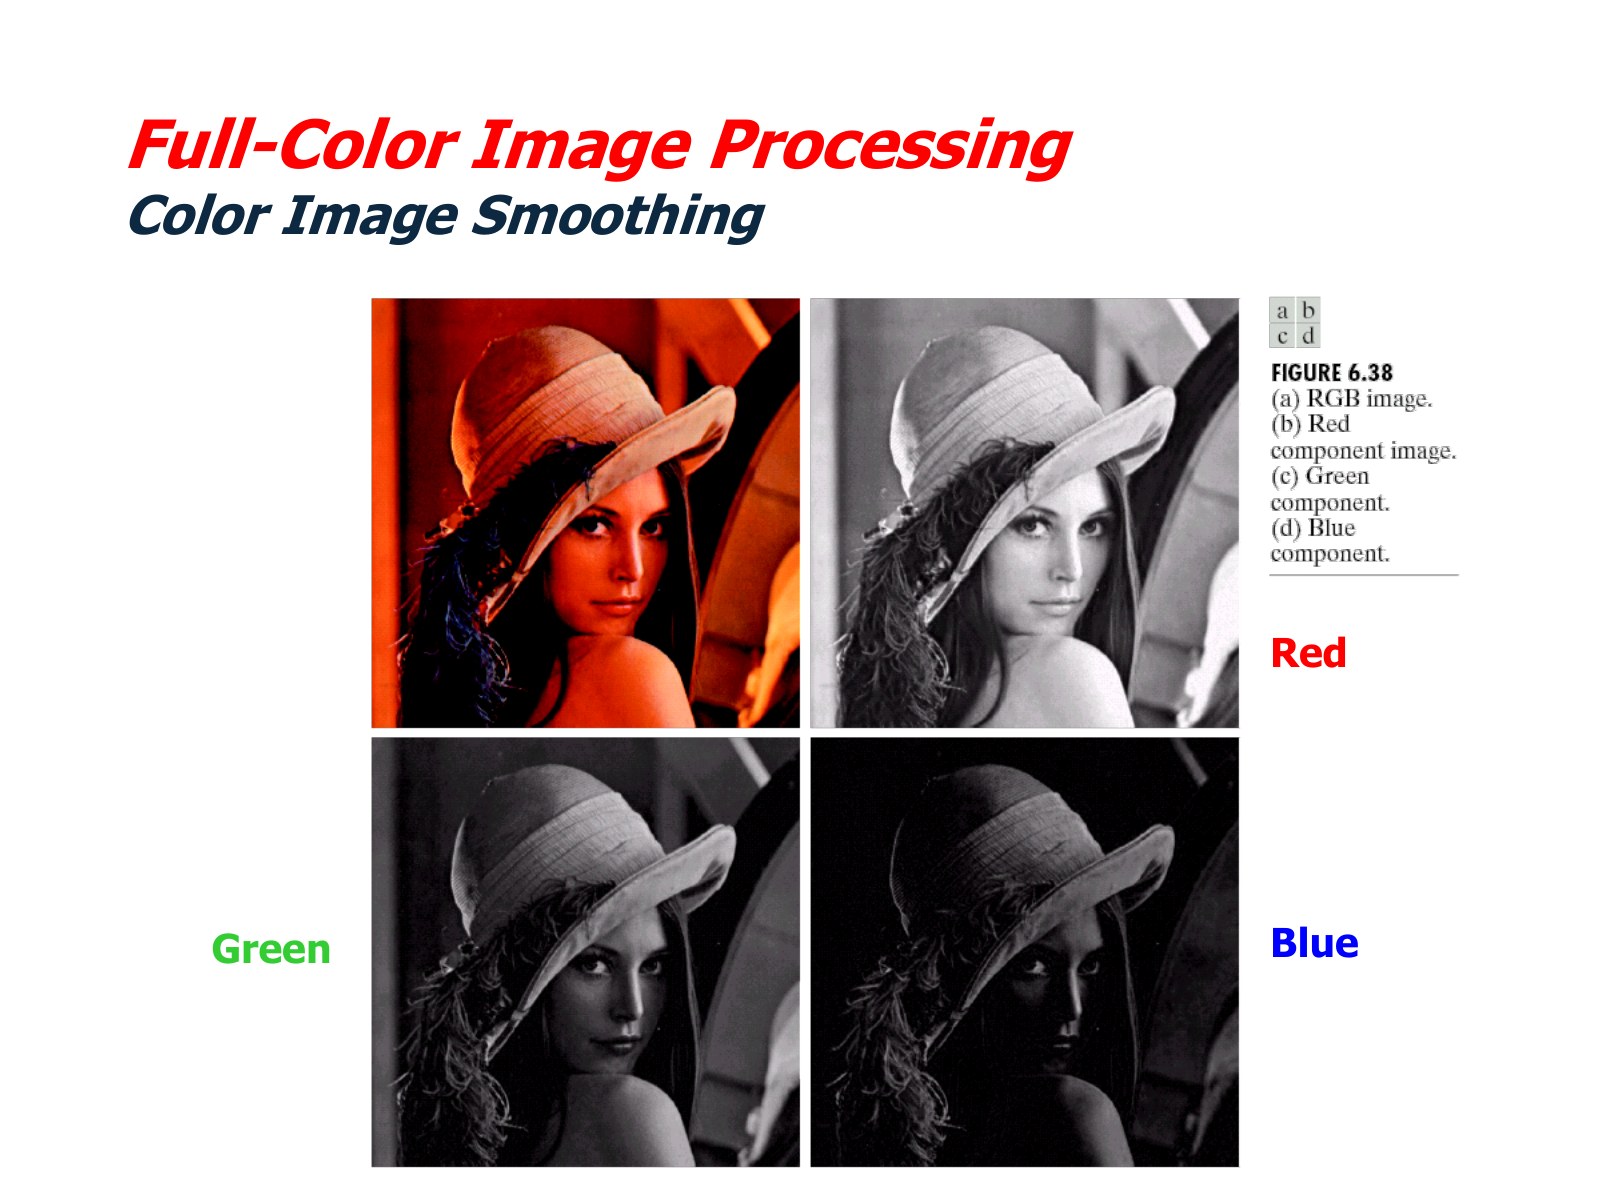 Full-Color Image Processing
Color Image Smoothing
a b
c d
FIGURE 6.38
(a) RGB image.
(b) Red
component image.
(c) Green
component.
(d) Blue
component.
Red
Green
Blue